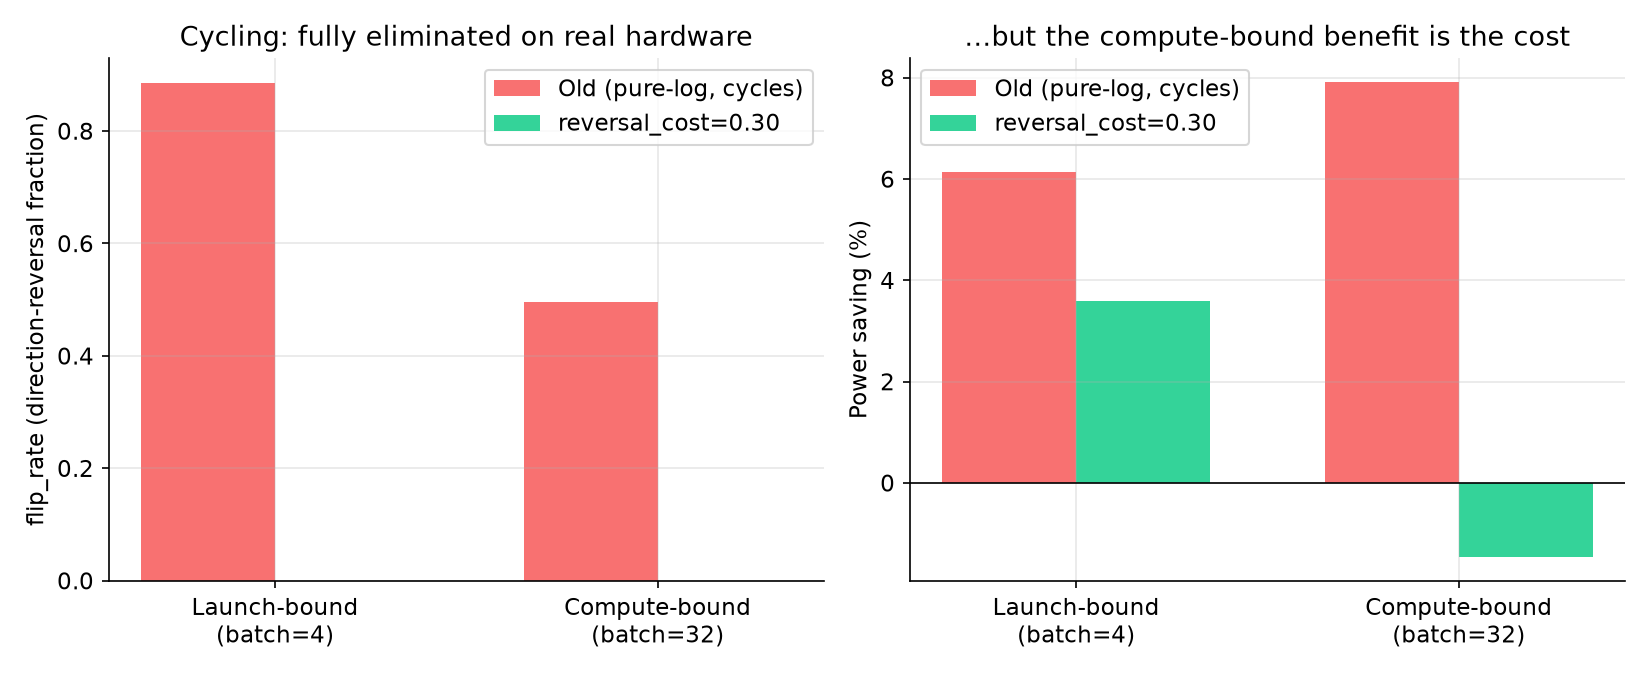 Cycling: fully eliminated on real hardware
flip_rate (direction-reversal fraction)
0.8
0.6
0.4
0.2
0.0
Old (pure-log, cycles)
reversal_cost=0.30
Launch-bound
(batch=4)
Compute-bound
(batch=32)
...but the compute-bound benefit is the cost
Power saving (%)
8
6
4
2
0
Old (pure-log, cycles)
reversal_cost=0.30
Launch-bound
(batch=4)
Compute-bound
(batch=32)